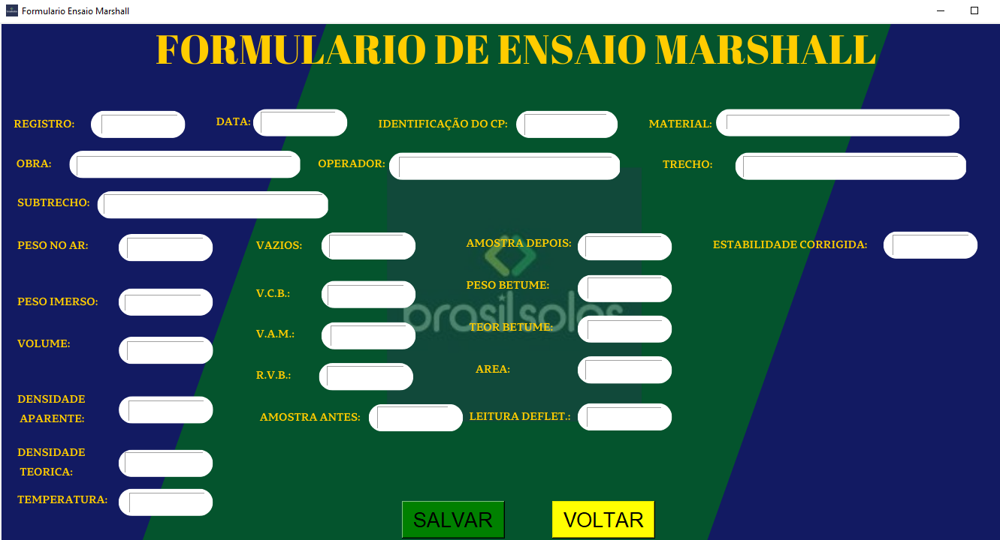 Formulario Ensaio Marshall
FORMULARIO DE ENSAIO MARSHALL
REGISTRO:
DATA:
IDENTIFICAÇÃO DO CP:
MATERIAL:
OBRA:
OPERADOR:
TRECHO:
SUBTRECHO:
PESO NO AR:
VAZIOS:
AMOSTRA DEPOIS:
ESTABILIDADE CORRIGIDA:
PESO IMERSO:
V.C.B.:
PESO BETUME:
brasil solos
VOLUME:
V.A.M.:
TEOR BETUME:
R.V.B.:
AREA:
DENSIDADE
APARENTE:
AMOSTRA ANTES:
LEITURA DEFLET.:
DENSIDADE
TEORICA:
TEMPERATURA:
SALVAR
VOLTAR